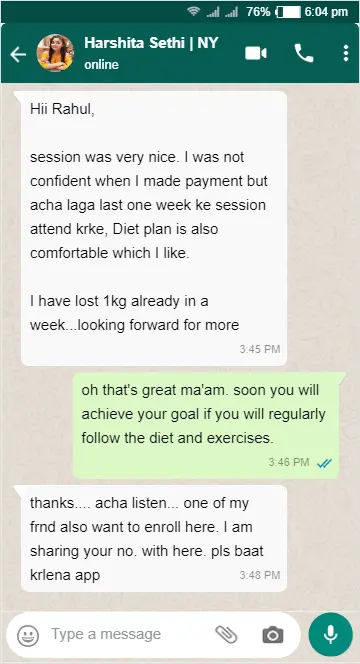 76% 6:04 pm
Harshita Sethi | NY
online
Hii Rahul,
session was very nice. I was not
confident when I made payment but
acha laga last one week ke session
attend krke, Diet plan is also
comfortable which I like.
I have lost 1kg already in a
week...looking forward for more
3:45 PM
oh that's great ma'am. soon you will
achieve your goal if you will regularly
follow the diet and exercises.
3:46 PM
thanks.... acha listen... one of my
frnd also want to enroll here. I am
sharing your no. with here. pls baat
krlena app
3:48 PM
Type a message